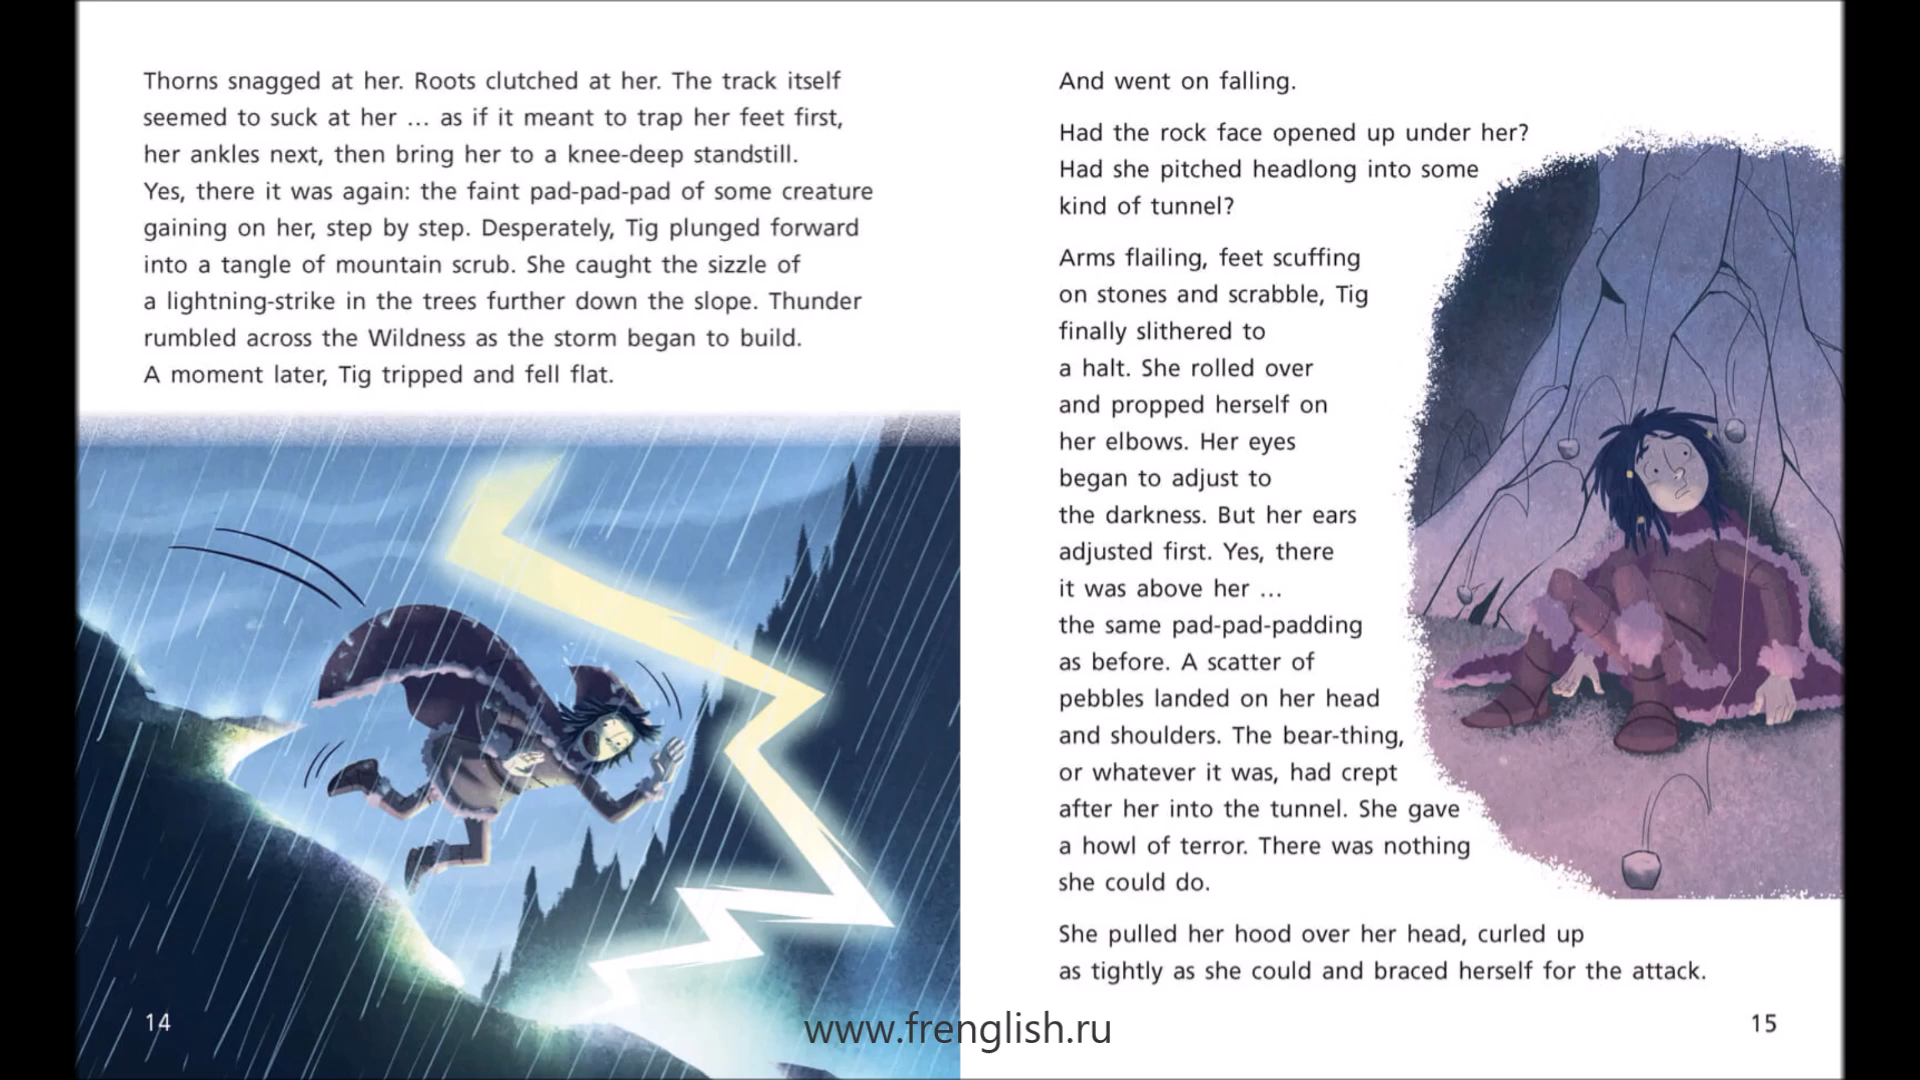 Thorns snagged at her. Roots clutched at her. The track itself
seemed to suck at her … as if it meant to trap her feet first,
her ankles next, then bring her to a knee-deep standstill.
Yes, there it was again: the faint pad-pad-pad of some creature
gaining on her, step by step. Desperately, Tig plunged forward
into a tangle of mountain scrub. She caught the sizzle of
a lightning-strike in the trees further down the slope. Thunder
rumbled across the Wildness as the storm began to build.
A moment later, Tig tripped and fell flat.
14
And went on falling.
Had the rock face opened up under her?
Had she pitched headlong into some
kind of tunnel?
Arms flailing, feet scuffing
on stones and scrabble, Tig
finally slithered to
a halt. She rolled over
and propped herself on
her elbows. Her eyes
began to adjust to
the darkness. But her ears
adjusted first. Yes, there
it was above her …
the same pad-pad-padding
as before. A scatter of
pebbles landed on her head
and shoulders. The bear-thing,
or whatever it was, had crept
after her into the tunnel. She gave
a howl of terror. There was nothing
she could do.
She pulled her hood over her head, curled up
as tightly as she could and braced herself for the attack.
15
www.frenglish.ru